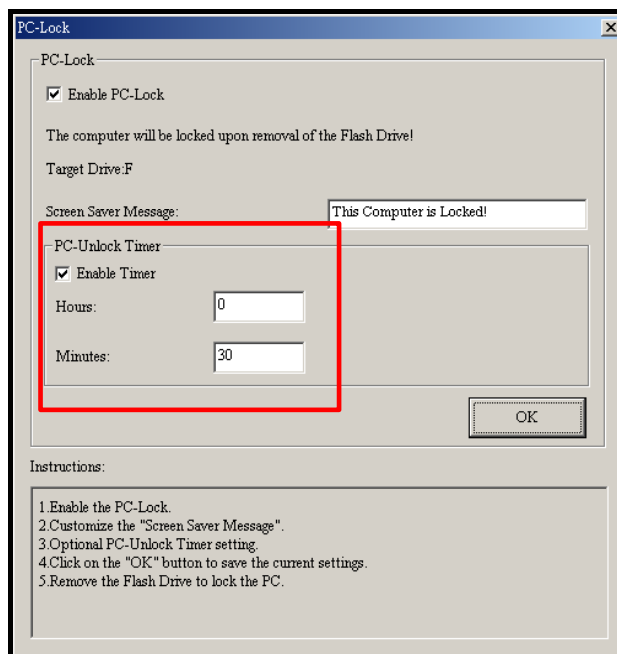 PC-Lock
PC-Lock
Enable PC-Lock
The computer will be locked upon removal of the Flash Drive!
Target Drive:F
Screen Saver Message: This Computer is Locked!
PC-Unlock Timer
Enable Timer
Hours: 0
Minutes: 30
OK
Instructions:
1.Enable the PC-Lock.
2.Customize the "Screen Saver Message".
3.Optional PC-Unlock Timer setting.
4.Click on the "OK" button to save the current settings.
5.Remove the Flash Drive to lock the PC.